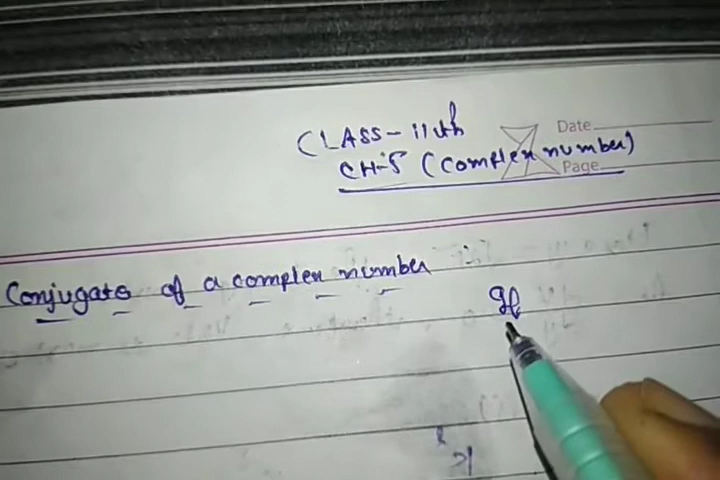 CLASS-11th
Date
CH-5 (Complex number)
Page
Conjugate of a complex number :
If